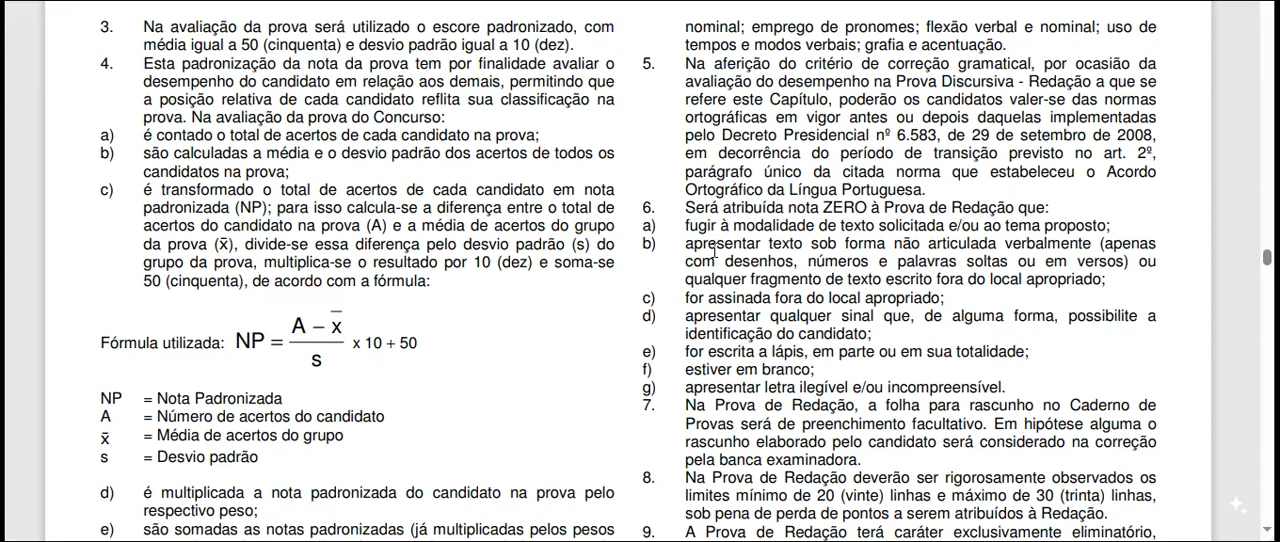 3. Na avaliação da prova será utilizado o escore padronizado, com
média igual a 50 (cinquenta) e desvio padrão igual a 10 (dez).
4. Esta padronização da nota da prova tem por finalidade avaliar o
desempenho do candidato em relação aos demais, permitindo que
a posição relativa de cada candidato reflita sua classificação na
prova. Na avaliação da prova do Concurso:
a) é contado o total de acertos de cada candidato na prova;
b) são calculadas a média e o desvio padrão dos acertos de todos os
candidatos na prova;
c) é transformado o total de acertos de cada candidato em nota
padronizada (NP); para isso calcula-se a diferença entre o total de
acertos do candidato na prova (A) e a média de acertos do grupo
da prova (x̄), divide-se essa diferença pelo desvio padrão (s) do
grupo da prova, multiplica-se o resultado por 10 (dez) e soma-se
50 (cinquenta), de acordo com a fórmula:
A – x̄
Fórmula utilizada: NP = x 10 + 50
s
NP = Nota Padronizada
A = Número de acertos do candidato
x̄ = Média de acertos do grupo
s = Desvio padrão
d) é multiplicada a nota padronizada do candidato na prova pelo
respectivo peso;
e) são somadas as notas padronizadas (já multiplicadas pelos pesos
nominal; emprego de pronomes; flexão verbal e nominal; uso de
tempos e modos verbais; grafia e acentuação.
5. Na aferição do critério de correção gramatical, por ocasião da
avaliação do desempenho na Prova Discursiva - Redação a que se
refere este Capítulo, poderão os candidatos valer-se das normas
ortográficas em vigor antes ou depois daquelas implementadas
pelo Decreto Presidencial nº 6.583, de 29 de setembro de 2008,
em decorrência do período de transição previsto no art. 2º,
parágrafo único da citada norma que estabeleceu o Acordo
Ortográfico da Língua Portuguesa.
6. Será atribuída nota ZERO à Prova de Redação que:
a) fugir à modalidade de texto solicitada e/ou ao tema proposto;
b) apresentar texto sob forma não articulada verbalmente (apenas
com desenhos, números e palavras soltas ou em versos) ou
qualquer fragmento de texto escrito fora do local apropriado;
c) for assinada fora do local apropriado;
d) apresentar qualquer sinal que, de alguma forma, possibilite a
identificação do candidato;
e) for escrita a lápis, em parte ou em sua totalidade;
f) estiver em branco;
g) apresentar letra ilegível e/ou incompreensível.
7. Na Prova de Redação, a folha para rascunho no Caderno de
Provas será de preenchimento facultativo. Em hipótese alguma o
rascunho elaborado pelo candidato será considerado na correção
pela banca examinadora.
8. Na Prova de Redação deverão ser rigorosamente observados os
limites mínimo de 20 (vinte) linhas e máximo de 30 (trinta) linhas,
sob pena de perda de pontos a serem atribuídos à Redação.
9. A Prova de Redação terá caráter exclusivamente eliminatório,